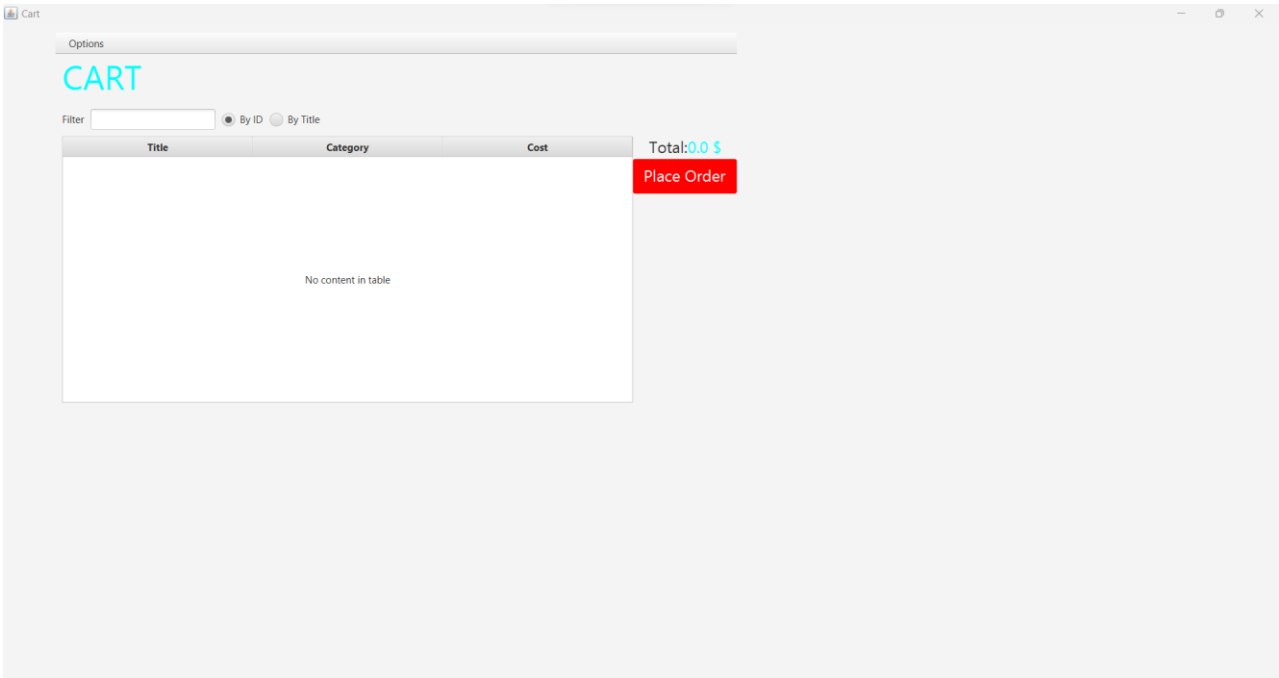 Cart
Options
CART
Filter By ID By Title
Title Category Cost Total:0.0 $
Place Order
No content in table